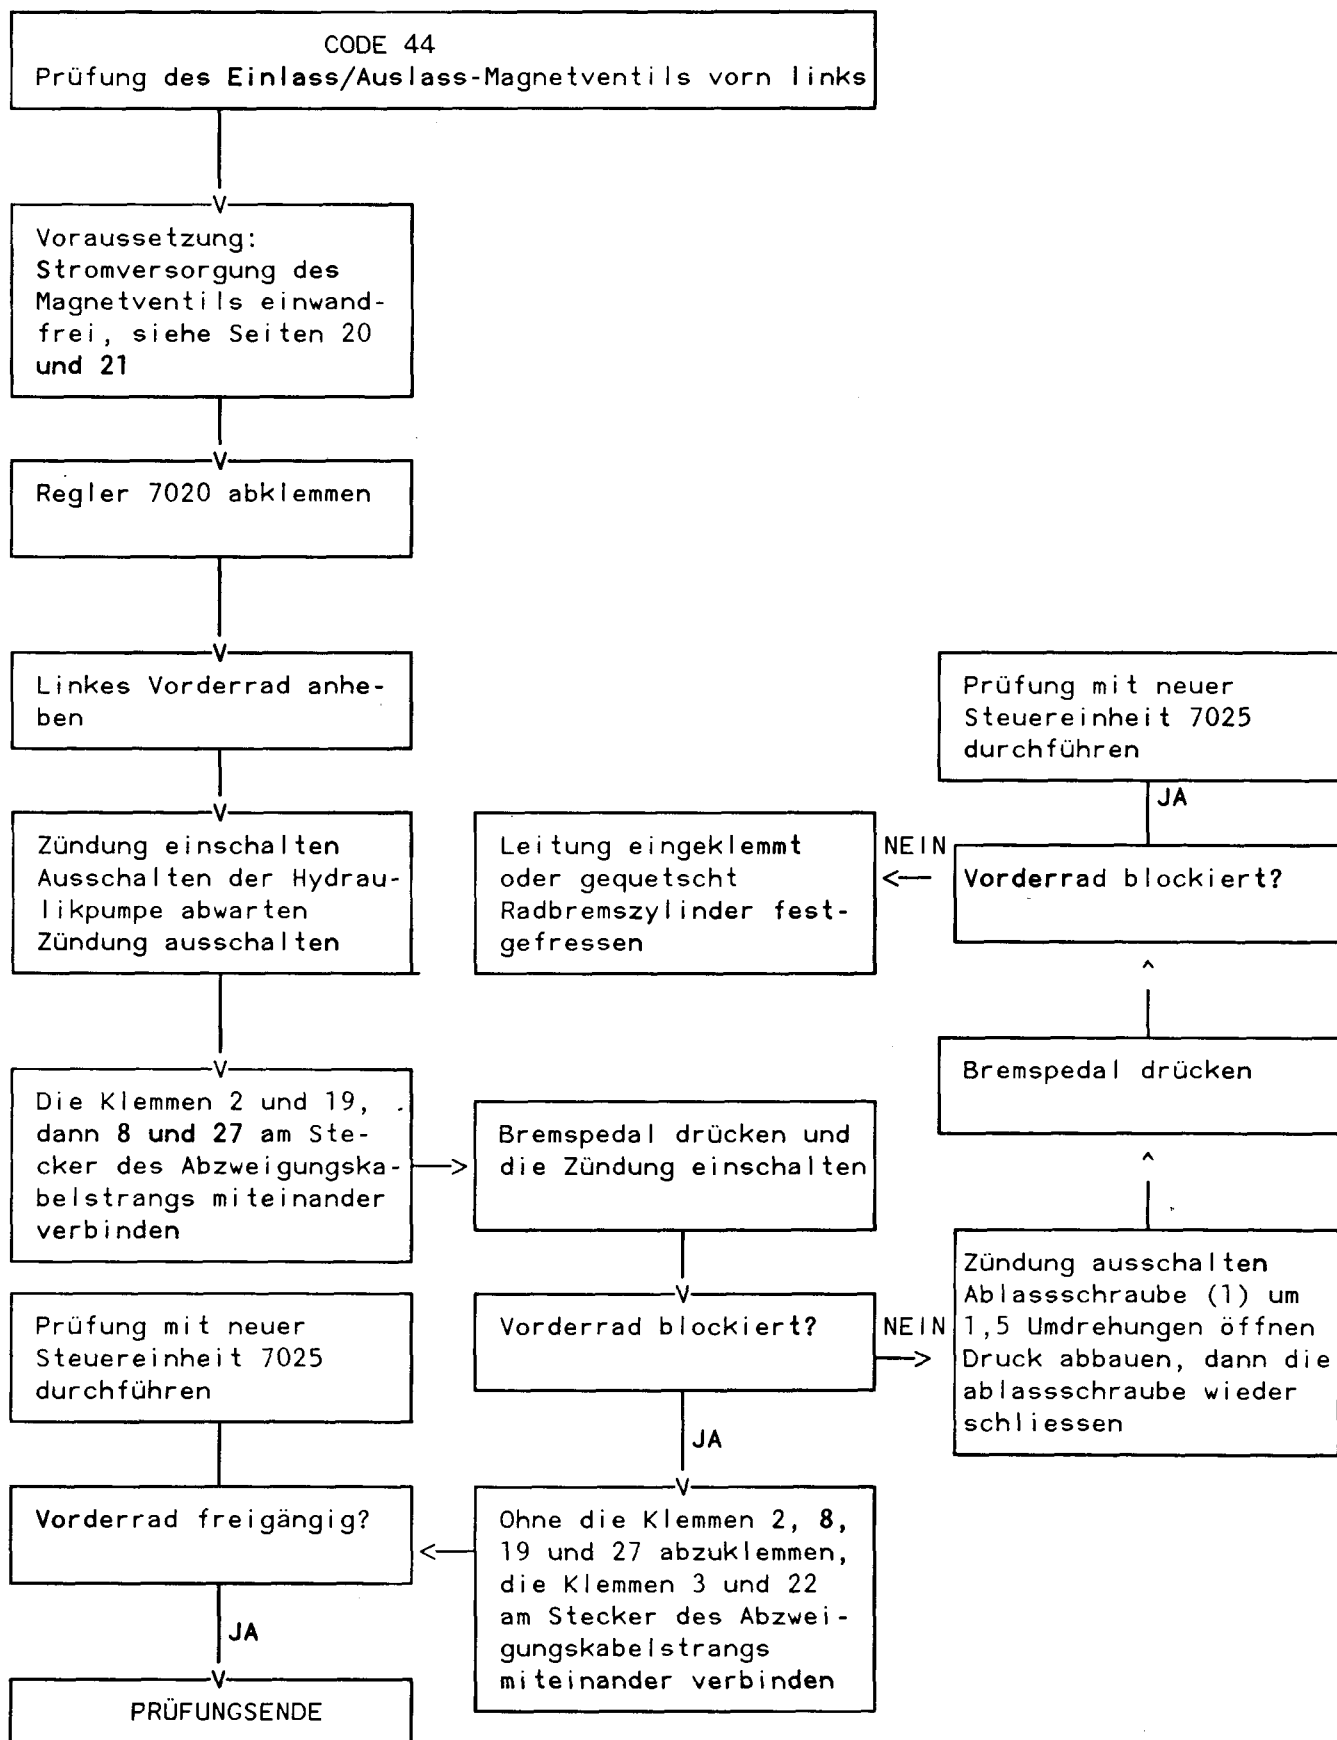 CODE 44
Prüfung des Einlass/Auslass-Magnetventils vorn links
Voraussetzung:
Stromversorgung des
Magnetventils einwand-
frei, siehe Seiten 20
und 21
Regler 7020 abklemmen
Linkes Vorderrad anhe-
ben
Zündung einschalten
Ausschalten der Hydrau-
likpumpe abwarten
Zündung ausschalten
Die Klemmen 2 und 19,
dann 8 und 27 am Ste-
cker des Abzweigungska-
belstrangs miteinander
verbinden
Bremspedal drücken und
die Zündung einschalten
Vorderrad blockiert?
NEIN
Zündung ausschalten
Ablassschraube (1) um
1,5 Umdrehungen öffnen
Druck abbauen, dann die
ablassschraube wieder
schliessen
Bremspedal drücken
Vorderrad blockiert?
NEIN
Leitung eingeklemmt
oder gequetscht
Radbremszylinder fest-
gefressen
JA
Prüfung mit neuer
Steuereinheit 7025
durchführen
JA
Ohne die Klemmen 2, 8,
19 und 27 abzuklemmen,
die Klemmen 3 und 22
am Stecker des Abzwei-
gungskabelstrangs
miteinander verbinden
Vorderrad freigängig?
Prüfung mit neuer
Steuereinheit 7025
durchführen
JA
PRÜFUNGSENDE